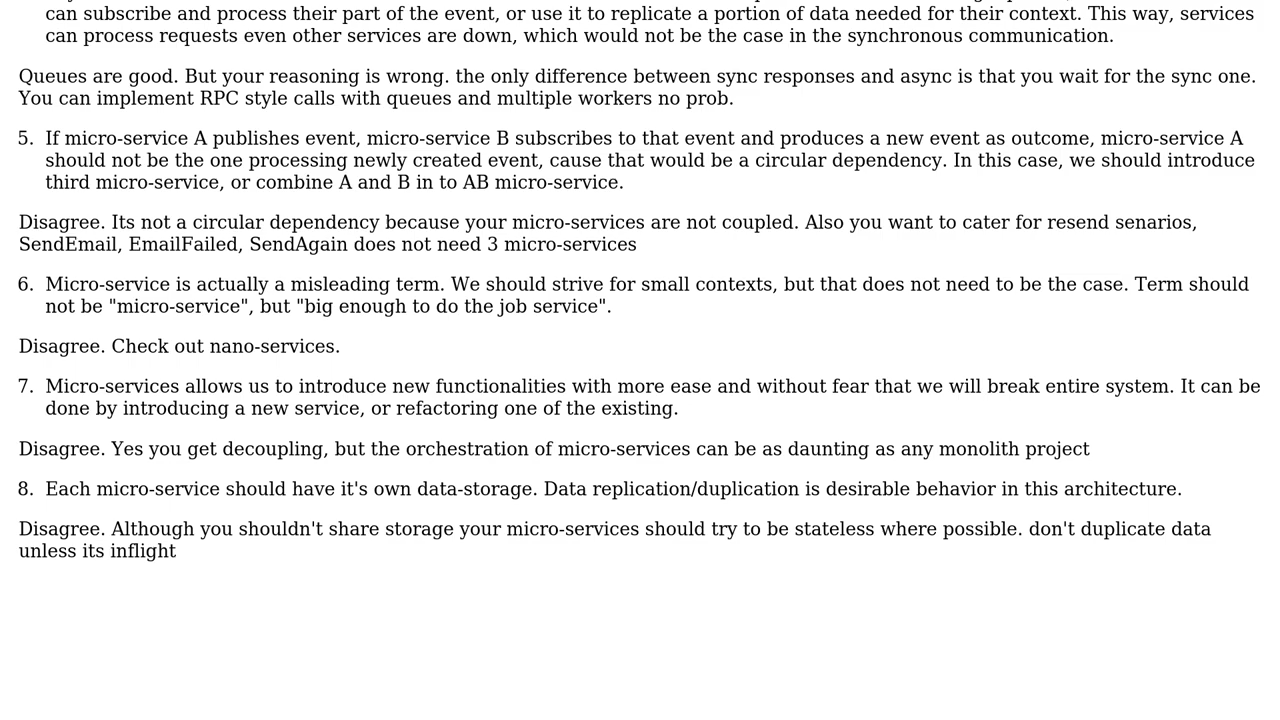 can subscribe and process their part of the event, or use it to replicate a portion of data needed for their context. This way, services
can process requests even other services are down, which would not be the case in the synchronous communication.
Queues are good. But your reasoning is wrong. the only difference between sync responses and async is that you wait for the sync one.
You can implement RPC style calls with queues and multiple workers no prob.
5. If micro-service A publishes event, micro-service B subscribes to that event and produces a new event as outcome, micro-service A
should not be the one processing newly created event, cause that would be a circular dependency. In this case, we should introduce
third micro-service, or combine A and B in to AB micro-service.
Disagree. Its not a circular dependency because your micro-services are not coupled. Also you want to cater for resend senarios,
SendEmail, EmailFailed, SendAgain does not need 3 micro-services
6. Micro-service is actually a misleading term. We should strive for small contexts, but that does not need to be the case. Term should
not be "micro-service", but "big enough to do the job service".
Disagree. Check out nano-services.
7. Micro-services allows us to introduce new functionalities with more ease and without fear that we will break entire system. It can be
done by introducing a new service, or refactoring one of the existing.
Disagree. Yes you get decoupling, but the orchestration of micro-services can be as daunting as any monolith project
8. Each micro-service should have it's own data-storage. Data replication/duplication is desirable behavior in this architecture.
Disagree. Although you shouldn't share storage your micro-services should try to be stateless where possible. don't duplicate data
unless its inflight